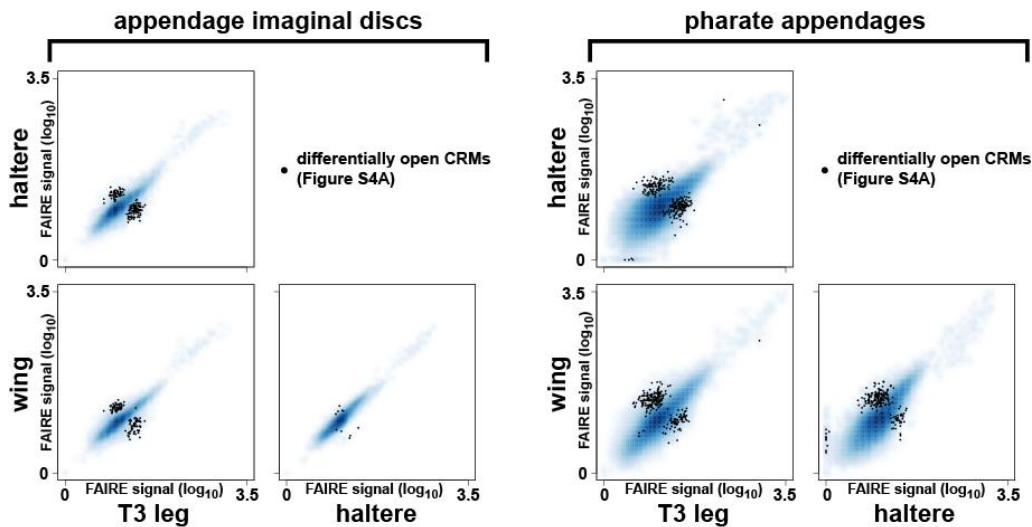 appendage imaginal discs
pharate appendages
3.5
haltere
FAIRE signal (log10)
0
differentially open CRMs
(Figure S4A)
3.5
haltere
FAIRE signal (log10)
0
differentially open CRMs
(Figure S4A)
3.5
wing
FAIRE signal (log10)
0
0 FAIRE signal (log10) 3.5
T3 leg
0 FAIRE signal (log10) 3.5
haltere
3.5
wing
FAIRE signal (log10)
0
0 FAIRE signal (log10) 3.5
T3 leg
0 FAIRE signal (log10) 3.5
haltere